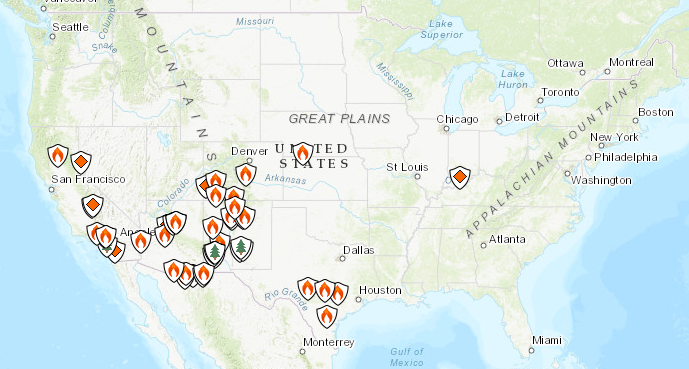 Vancouver
Seattle
Columbia
Snake
Missouri
Lake
Superior
Mississippi
Lake
Huron
Ottawa
Montreal
Toronto
Boston
MOUNTAINS
GREAT PLAINS
Chicago
Detroit
New York
Philadelphia
Washington
APPALACHIAN MOUNTAINS
Denver
UNITED
STATES
St Louis
San Francisco
Colorado
Arkansas
Angele
Atlanta
Dallas
Rio Grande
Houston
Monterrey
Gulf of
Mexico
Miami